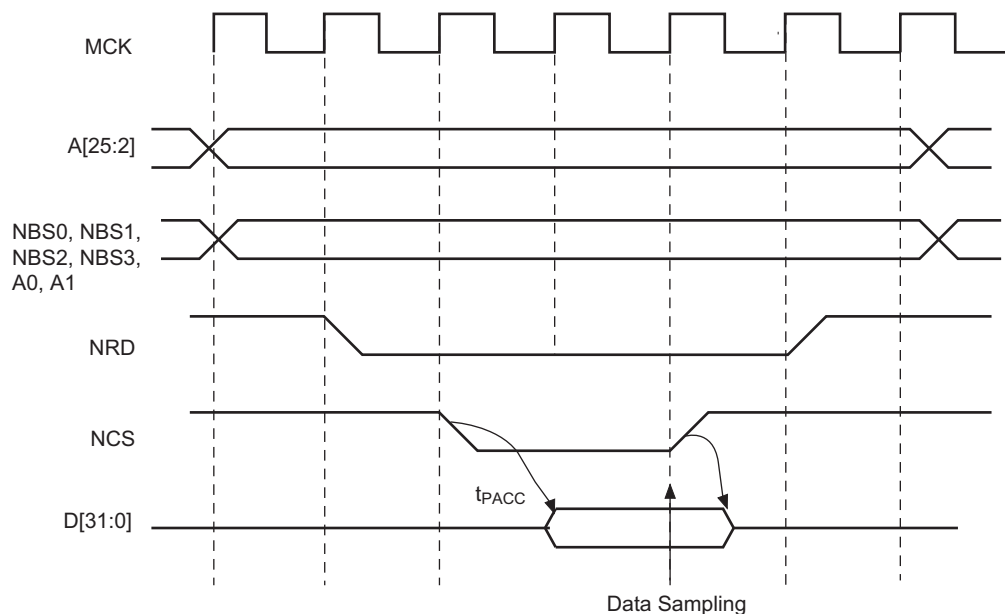 MCK
A[25:2]
NBS0, NBS1,
NBS2, NBS3,
A0, A1
NRD
NCS
tPACC
D[31:0]
Data Sampling